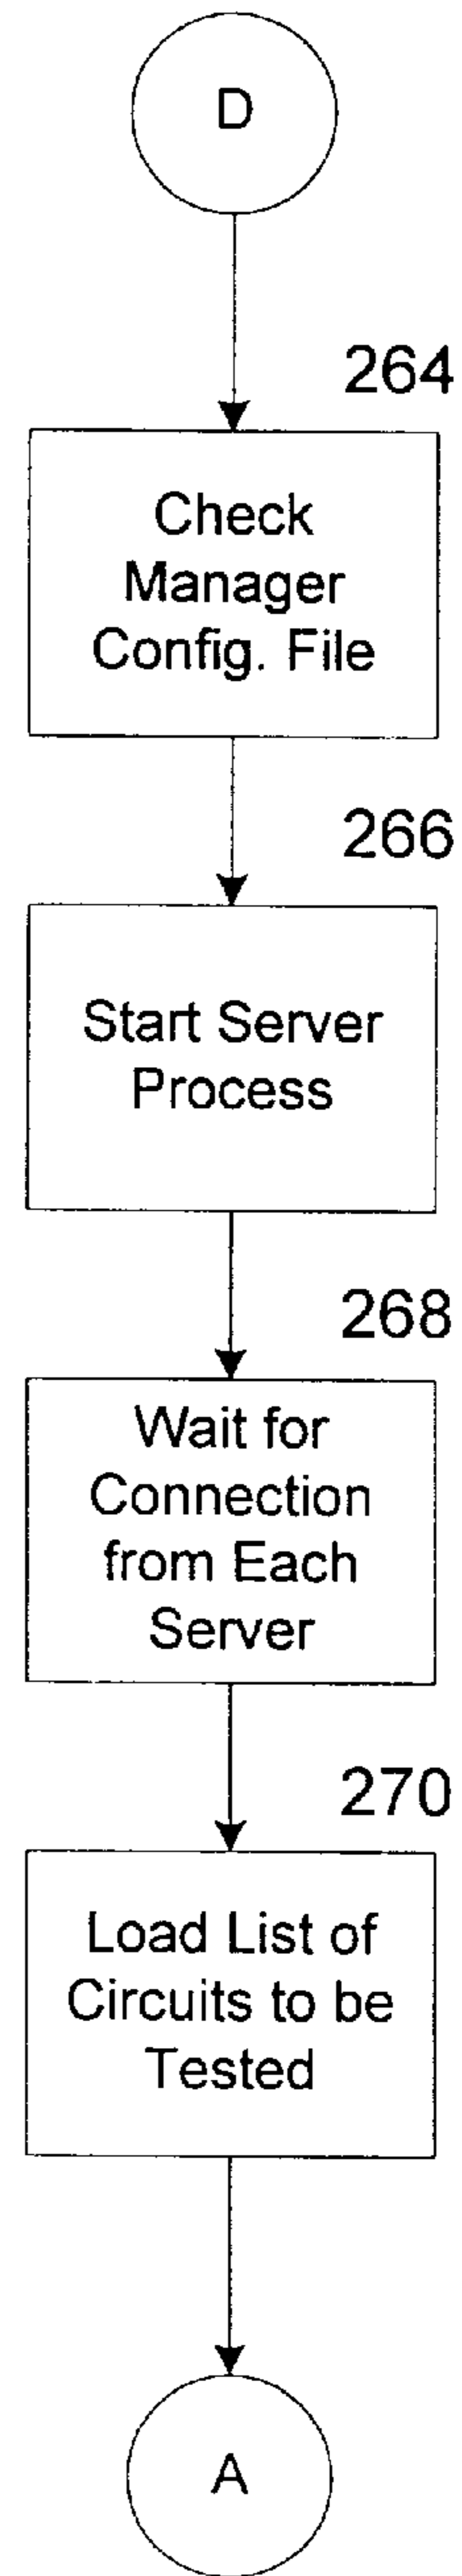 D
264
Check
Manager
Config. File
266
Start Server
Process
268
Wait for
Connection
from Each
Server
270
Load List of
Circuits to be
Tested
A